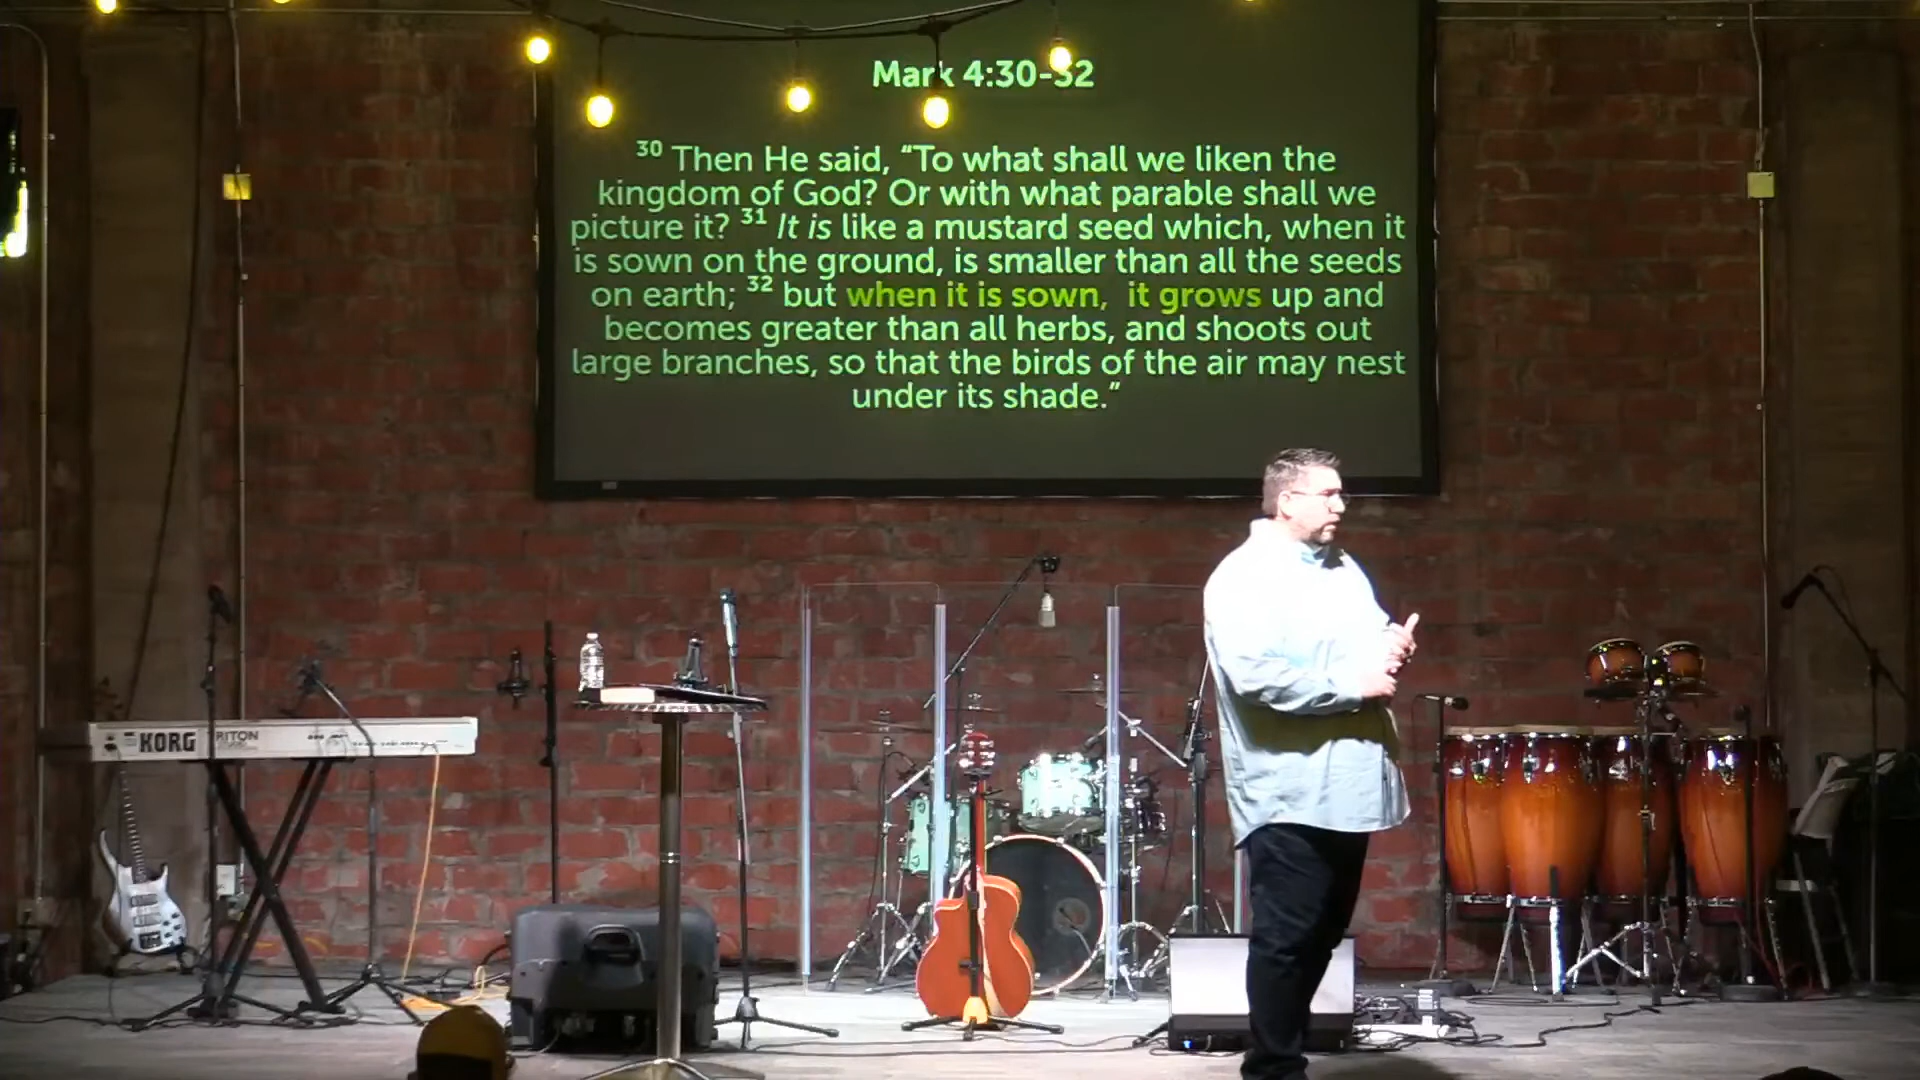 Mark 4:30-32
30 Then He said, “To what shall we liken the
kingdom of God? Or with what parable shall we
picture it? 31 It is like a mustard seed which, when it
is sown on the ground, is smaller than all the seeds
on earth; 32 but when it is sown, it grows up and
becomes greater than all herbs, and shoots out
large branches, so that the birds of the air may nest
under its shade.”
KORG TRITON